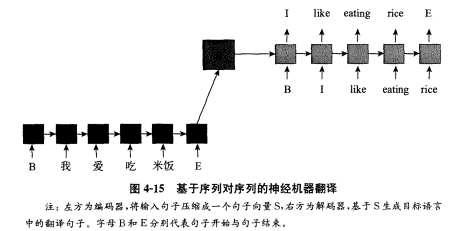 I like eating rice E
B I like eating rice
B 我 爱 吃 米饭 E
图 4-15 基于序列对序列的神经机器翻译
注:左方为编码器,将输入句子压缩成一个句子向量S,右方为解码器,基于S生成目标语言
中的翻译句子。字母B和E分别代表句子开始与句子结束。